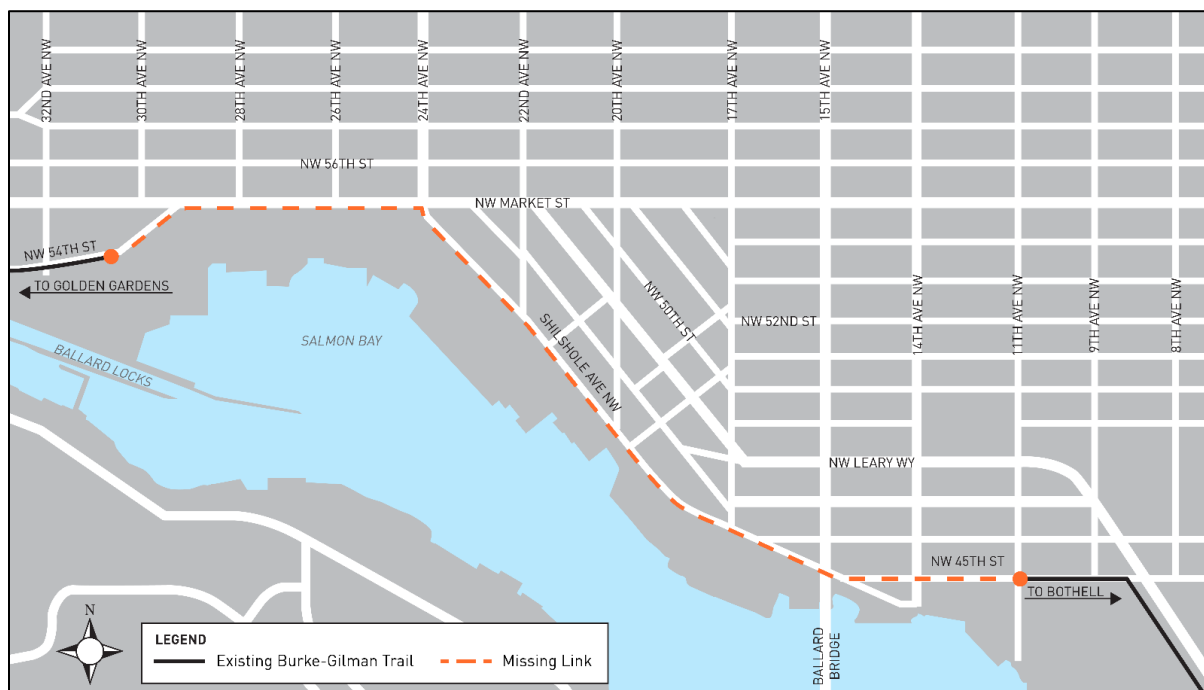 32ND AVE NW
30TH AVE NW
28TH AVE NW
26TH AVE NW
24TH AVE NW
22ND AVE NW
20TH AVE NW
17TH AVE NW
15TH AVE NW
NW 56TH ST
NW MARKET ST
NW 54TH ST
TO GOLDEN GARDENS
SALMON BAY
BALLARD LOCKS
SHILSHOLE AVE NW
NW 50TH ST
NW 52ND ST
14TH AVE NW
11TH AVE NW
9TH AVE NW
8TH AVE NW
NW LEARY WY
NW 45TH ST
TO BOTHELL
BALLARD
BRIDGE
N
LEGEND
Existing Burke-Gilman Trail
Missing Link